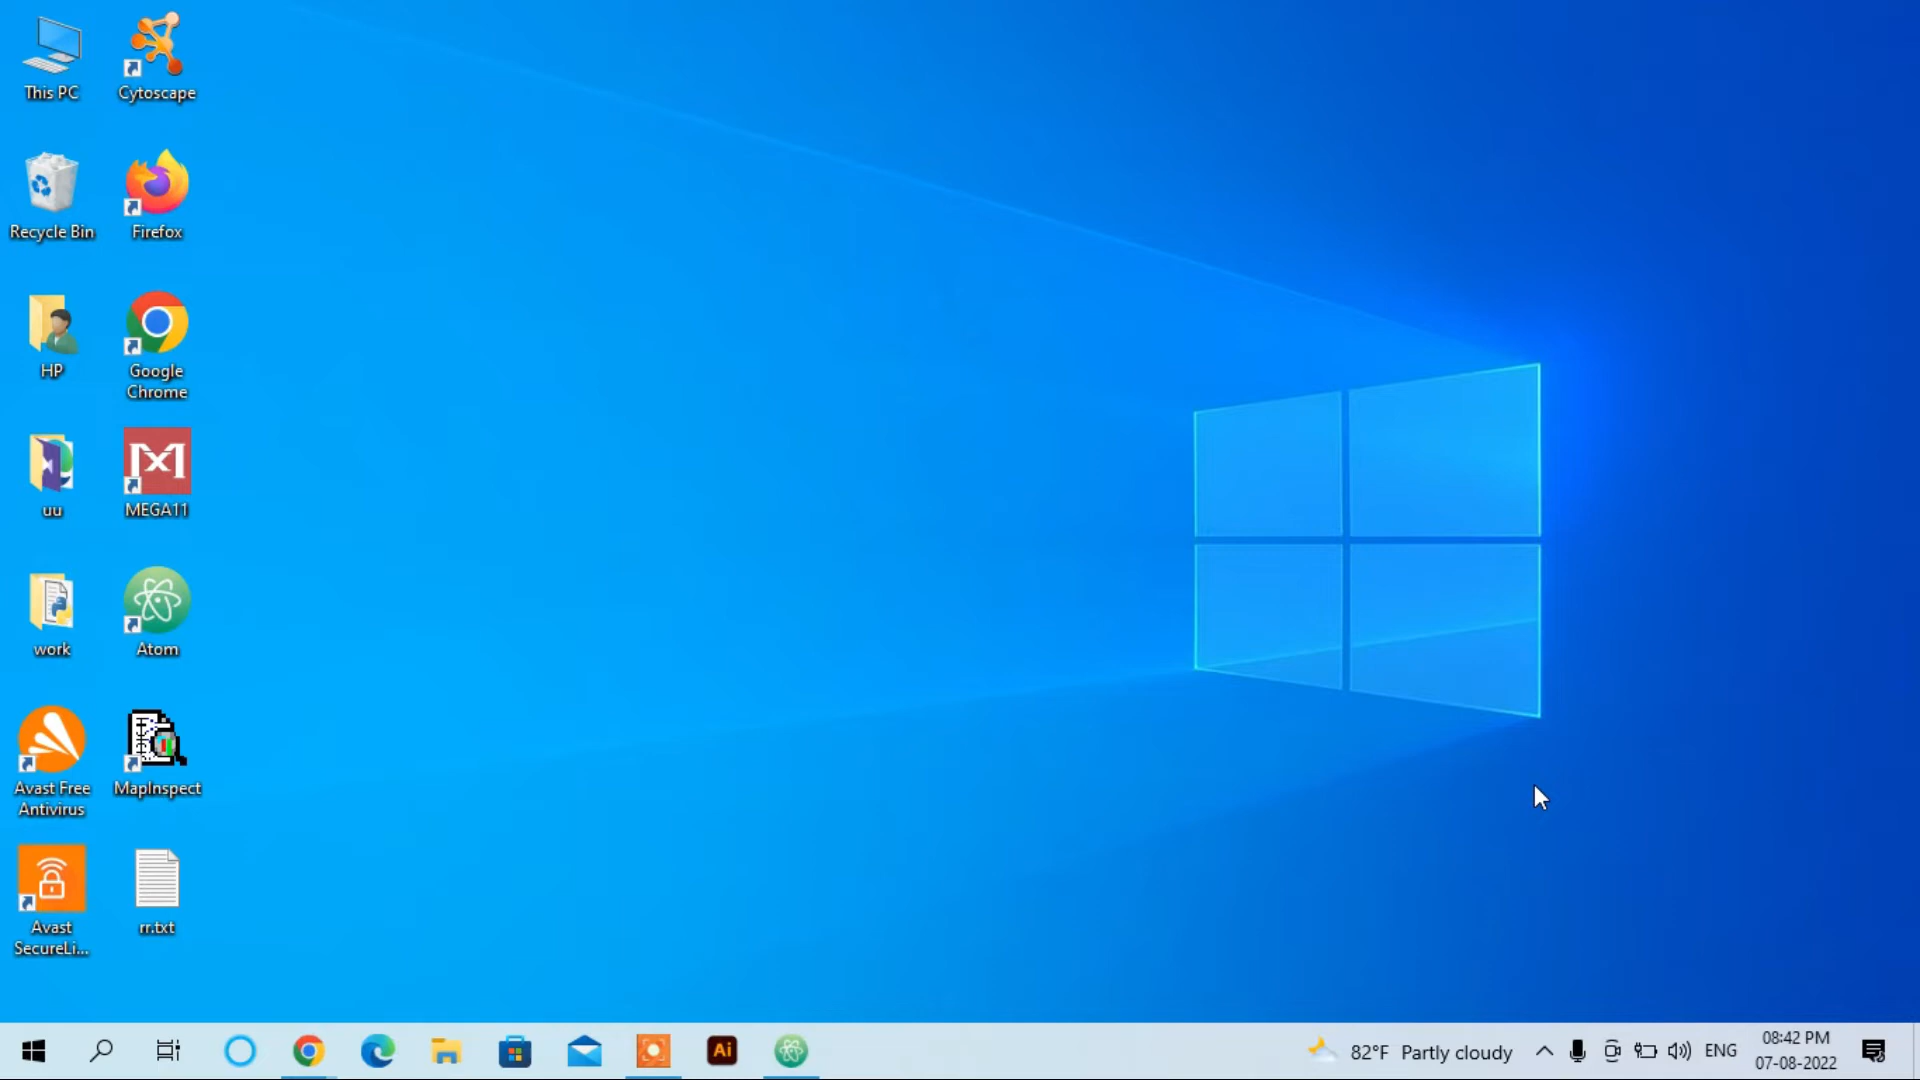 This PC
Cytoscape
Recycle Bin
Firefox
HP
Google
Chrome
uu
MEGA11
work
Atom
Avast Free
Antivirus
MapInspect
Avast
SecureLi...
rr.txt
Ai
82°F Partly cloudy
ENG
08:42 PM
07-08-2022